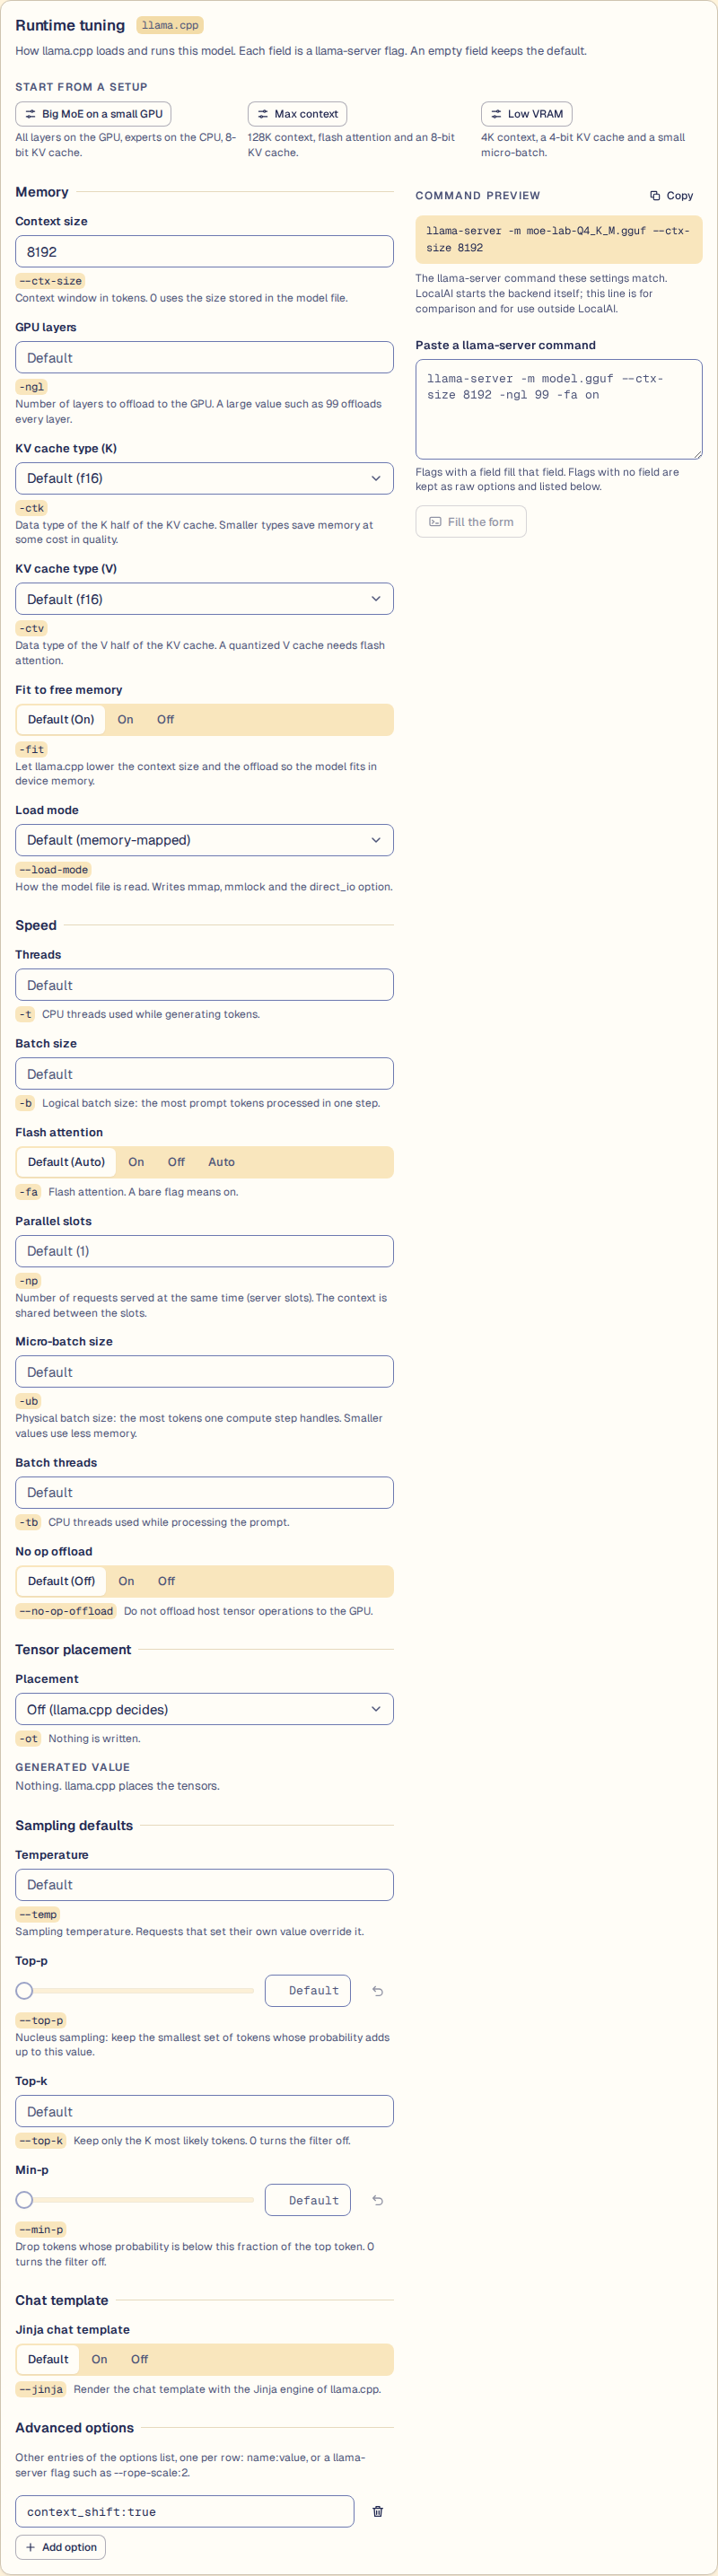 Runtime tuning llama.cpp
How llama.cpp loads and runs this model. Each field is a llama-server flag. An empty field keeps the default.
START FROM A SETUP
Big MoE on a small GPU
All layers on the GPU, experts on the CPU, 8-
bit KV cache.
Max context
128K context, flash attention and an 8-bit
KV cache.
Low VRAM
4K context, a 4-bit KV cache and a small
micro-batch.
Memory
Context size
8192
--ctx-size
Context window in tokens. 0 uses the size stored in the model file.
GPU layers
Default
-ngl
Number of layers to offload to the GPU. A large value such as 99 offloads
every layer.
KV cache type (K)
Default (f16)
-ctk
Data type of the K half of the KV cache. Smaller types save memory at
some cost in quality.
KV cache type (V)
Default (f16)
-ctv
Data type of the V half of the KV cache. A quantized V cache needs flash
attention.
Fit to free memory
Default (On) On Off
-fit
Let llama.cpp lower the context size and the offload so the model fits in
device memory.
Load mode
Default (memory-mapped)
--load-mode
How the model file is read. Writes mmap, mmlock and the direct_io option.
Speed
Threads
Default
-t CPU threads used while generating tokens.
Batch size
Default
-b Logical batch size: the most prompt tokens processed in one step.
Flash attention
Default (Auto) On Off Auto
-fa Flash attention. A bare flag means on.
Parallel slots
Default (1)
-np
Number of requests served at the same time (server slots). The context is
shared between the slots.
Micro-batch size
Default
-ub
Physical batch size: the most tokens one compute step handles. Smaller
values use less memory.
Batch threads
Default
-tb CPU threads used while processing the prompt.
No op offload
Default (Off) On Off
--no-op-offload Do not offload host tensor operations to the GPU.
Tensor placement
Placement
Off (llama.cpp decides)
-ot Nothing is written.
GENERATED VALUE
Nothing. llama.cpp places the tensors.
Sampling defaults
Temperature
Default
--temp
Sampling temperature. Requests that set their own value override it.
Top-p
Default
--top-p
Nucleus sampling: keep the smallest set of tokens whose probability adds
up to this value.
Top-k
Default
--top-k Keep only the K most likely tokens. 0 turns the filter off.
Min-p
Default
--min-p
Drop tokens whose probability is below this fraction of the top token. 0
turns the filter off.
Chat template
Jinja chat template
Default On Off
--jinja Render the chat template with the Jinja engine of llama.cpp.
Advanced options
Other entries of the options list, one per row: name:value, or a llama-
server flag such as --rope-scale:2.
context_shift:true
Add option
COMMAND PREVIEW Copy
llama-server -m moe-lab-Q4_K_M.gguf --ctx-
size 8192
The llama-server command these settings match.
LocalAI starts the backend itself; this line is for
comparison and for use outside LocalAI.
Paste a llama-server command
llama-server -m model.gguf --ctx-
size 8192 -ngl 99 -fa on
Flags with a field fill that field. Flags with no field are
kept as raw options and listed below.
Fill the form